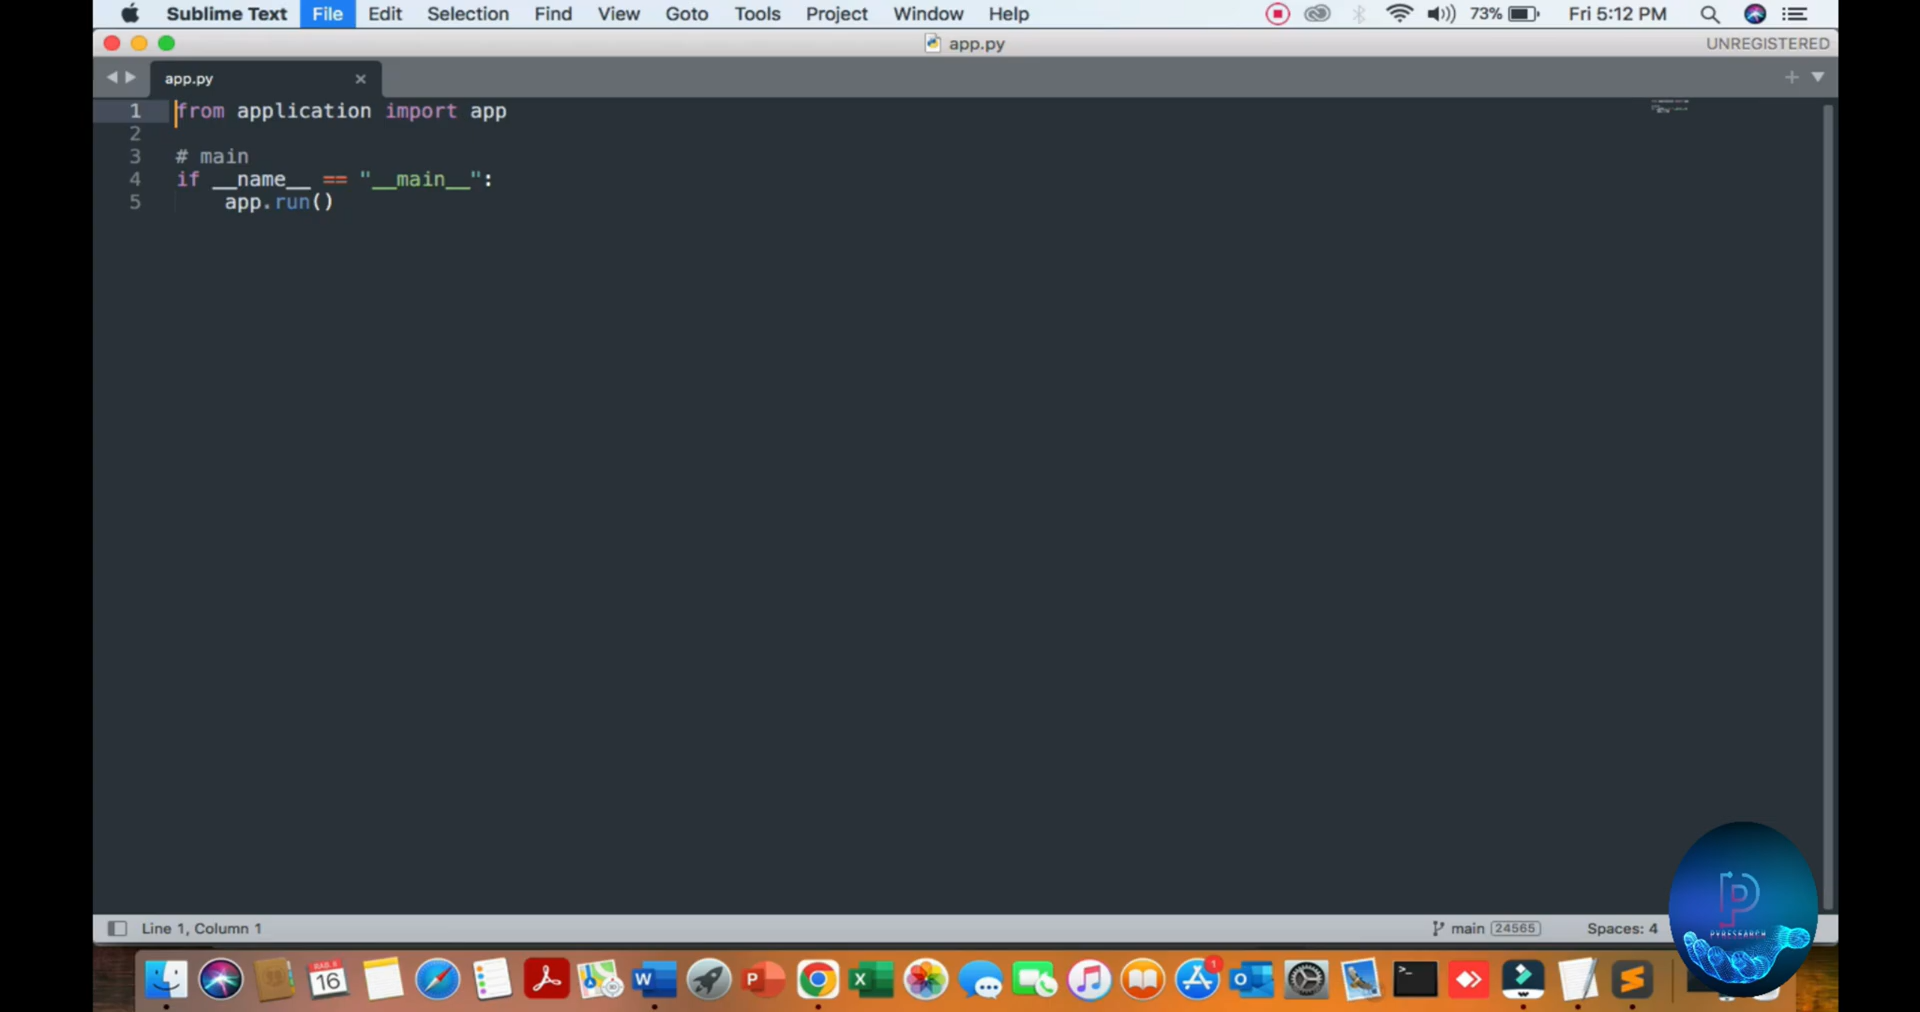 Sublime Text File Edit Selection Find View Goto Tools Project Window Help 73% Fri 5:12 PM
app.py UNREGISTERED
app.py
1 from application import app
2
3 # main
4 if __name__ == "__main__":
5 app.run()
Line 1, Column 1 main 24565 Spaces: 4
PYRESEARCH
16
1